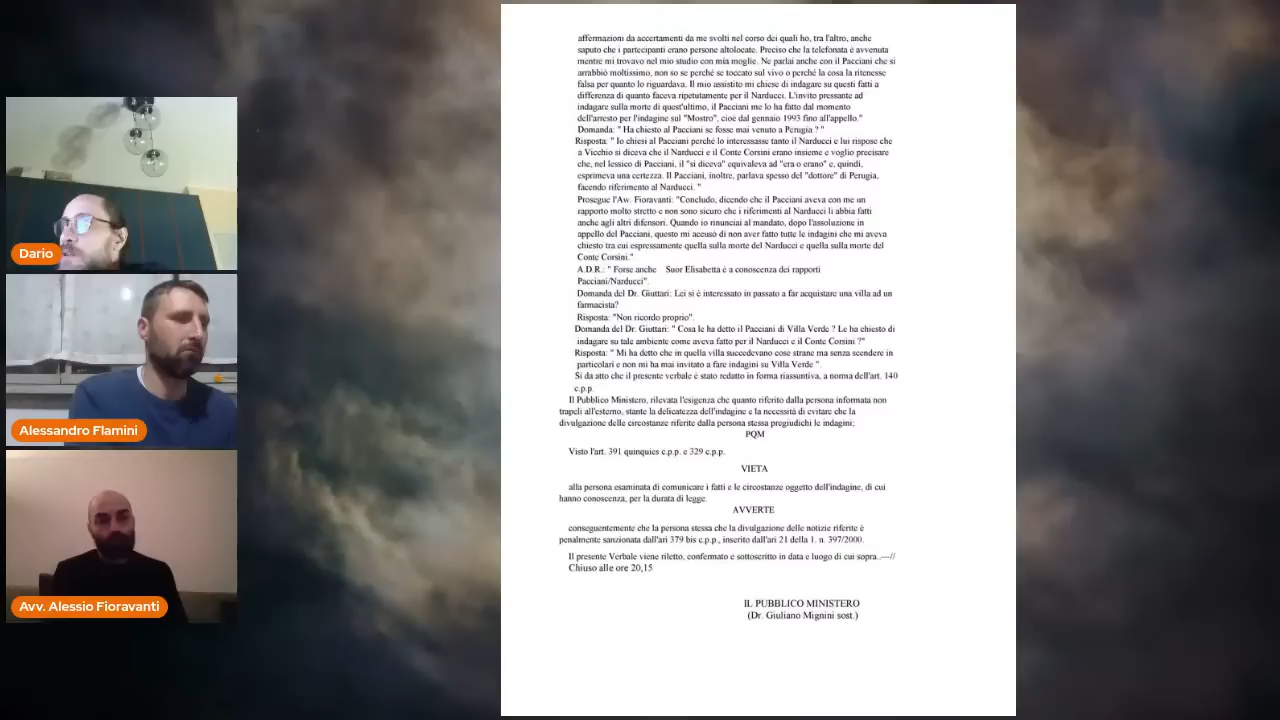 affermazioni da accertamenti da me svolti nel corso dei quali ho, tra l'altro, anche
saputo che i partecipanti erano persone altolocate. Preciso che la telefonata è avvenuta
mentre mi trovavo nel mio studio con mia moglie. Ne parlai anche con il Pacciani che si
arrabbiò moltissimo, non so se perché se toccato sul vivo o perché la cosa la ritenesse
falsa per quanto lo riguardava. Il mio assistito mi chiese di indagare su questi fatti a
differenza di quanto faceva ripetutamente per il Narducci. L'invito pressante ad
indagare sulla morte di quest'ultimo, il Pacciani me lo ha fatto dal momento
dell'arresto per l'indagine sul "Mostro", cioè dal gennaio 1993 fino all'appello."
Domanda: " Ha chiesto al Pacciani se fosse mai venuto a Perugia ? "
Risposta: " Io chiesi al Pacciani perché lo interessasse tanto il Narducci e lui rispose che
a Vicchio si diceva che il Narducci e il Conte Corsini erano insieme e voglio precisare
che, nel lessico di Pacciani, il "si diceva" equivaleva ad "era o erano" e, quindi,
esprimeva una certezza. Il Pacciani, inoltre, parlava spesso del "dottore" di Perugia,
facendo riferimento al Narducci. "
Prosegue l'Aw. Fioravanti: "Concludo, dicendo che il Pacciani aveva con me un
rapporto molto stretto e non sono sicuro che i riferimenti al Narducci li abbia fatti
anche agli altri difensori. Quando io rinunciai al mandato, dopo l'assoluzione in
appello del Pacciani, questo mi accusò di non aver fatto tutte le indagini che mi aveva
chiesto tra cui espressamente quella sulla morte del Narducci e quella sulla morte del
Conte Corsini."
A.D.R.: " Forse anche Suor Elisabetta è a conoscenza dei rapporti
Pacciani/Narducci".
Domanda del Dr. Giuttari: Lei si è interessato in passato a far acquistare una villa ad un
farmacista?
Risposta: "Non ricordo proprio".
Domanda del Dr. Giuttari: " Cosa le ha detto il Pacciani di Villa Verde ? Le ha chiesto di
indagare su tale ambiente come aveva fatto per il Narducci e il Conte Corsini ?"
Risposta: " Mi ha detto che in quella villa succedevano cose strane ma senza scendere in
particolari e non mi ha mai invitato a fare indagini su Villa Verde ".
Si dà atto che il presente verbale è stato redatto in forma riassuntiva, a norma dell'art. 140
c.p.p.
Il Pubblico Ministero, rilevata l'esigenza che quanto riferito dalla persona informata non
trapeli all'esterno, stante la delicatezza dell'indagine e la necessità di evitare che la
divulgazione delle circostanze riferite dalla persona stessa pregiudichi le indagini;
PQM
Visto l'art. 391 quinquies c.p.p. e 329 c.p.p.
VIETA
alla persona esaminata di comunicare i fatti e le circostanze oggetto dell'indagine, di cui
hanno conoscenza, per la durata di legge.
AVVERTE
conseguentemente che la persona stessa che la divulgazione delle notizie riferite è
penalmente sanzionata dall'ari 379 bis c.p.p., inserito dall'ari 21 della 1. n. 397/2000.
Il presente Verbale viene riletto, confermato e sottoscritto in data e luogo di cui sopra..---//
Chiuso alle ore 20,15
IL PUBBLICO MINISTERO
(Dr. Giuliano Mignini sost.)
Dario
Alessandro Flamini
Avv. Alessio Fioravanti